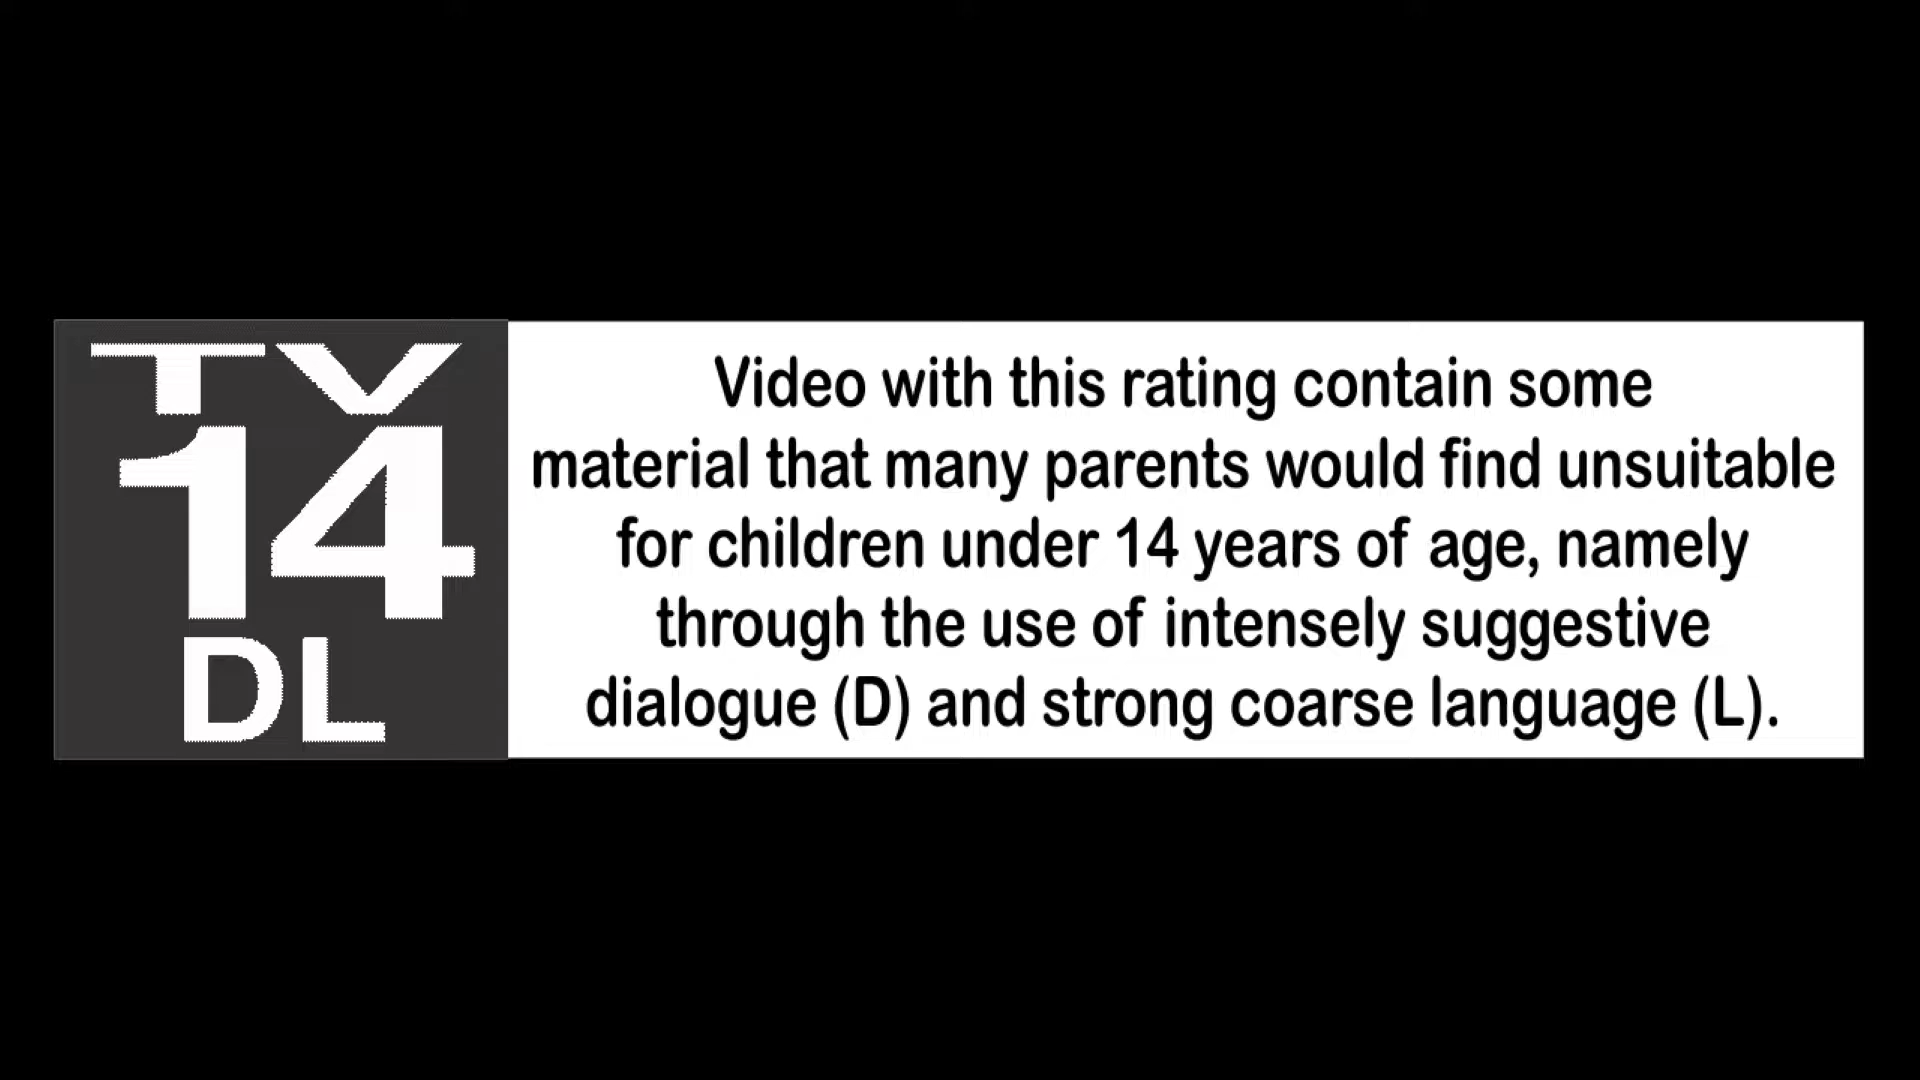 TV
14
DL
Video with this rating contain some
material that many parents would find unsuitable
for children under 14 years of age, namely
through the use of intensely suggestive
dialogue (D) and strong coarse language (L).